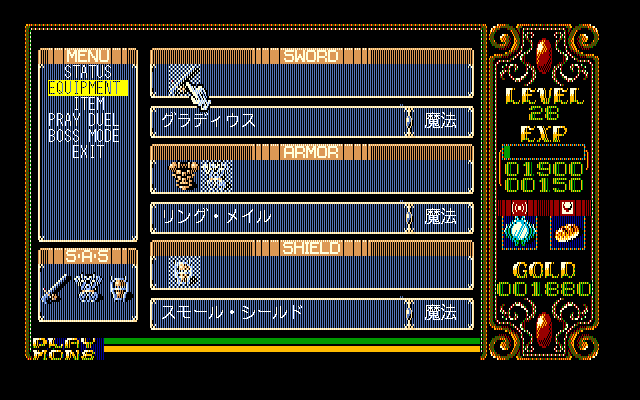 MENU
STATUS
EQUIPMENT
ITEM
PRAY DUEL
BOSS MODE
EXIT
S・A・S
SWORD
グラディウス
魔法
ARMOR
リング・メイル
魔法
SHIELD
スモール・シールド
魔法
LEVEL
28
EXP
01900
00150
GOLD
001880
PLAY
MONS